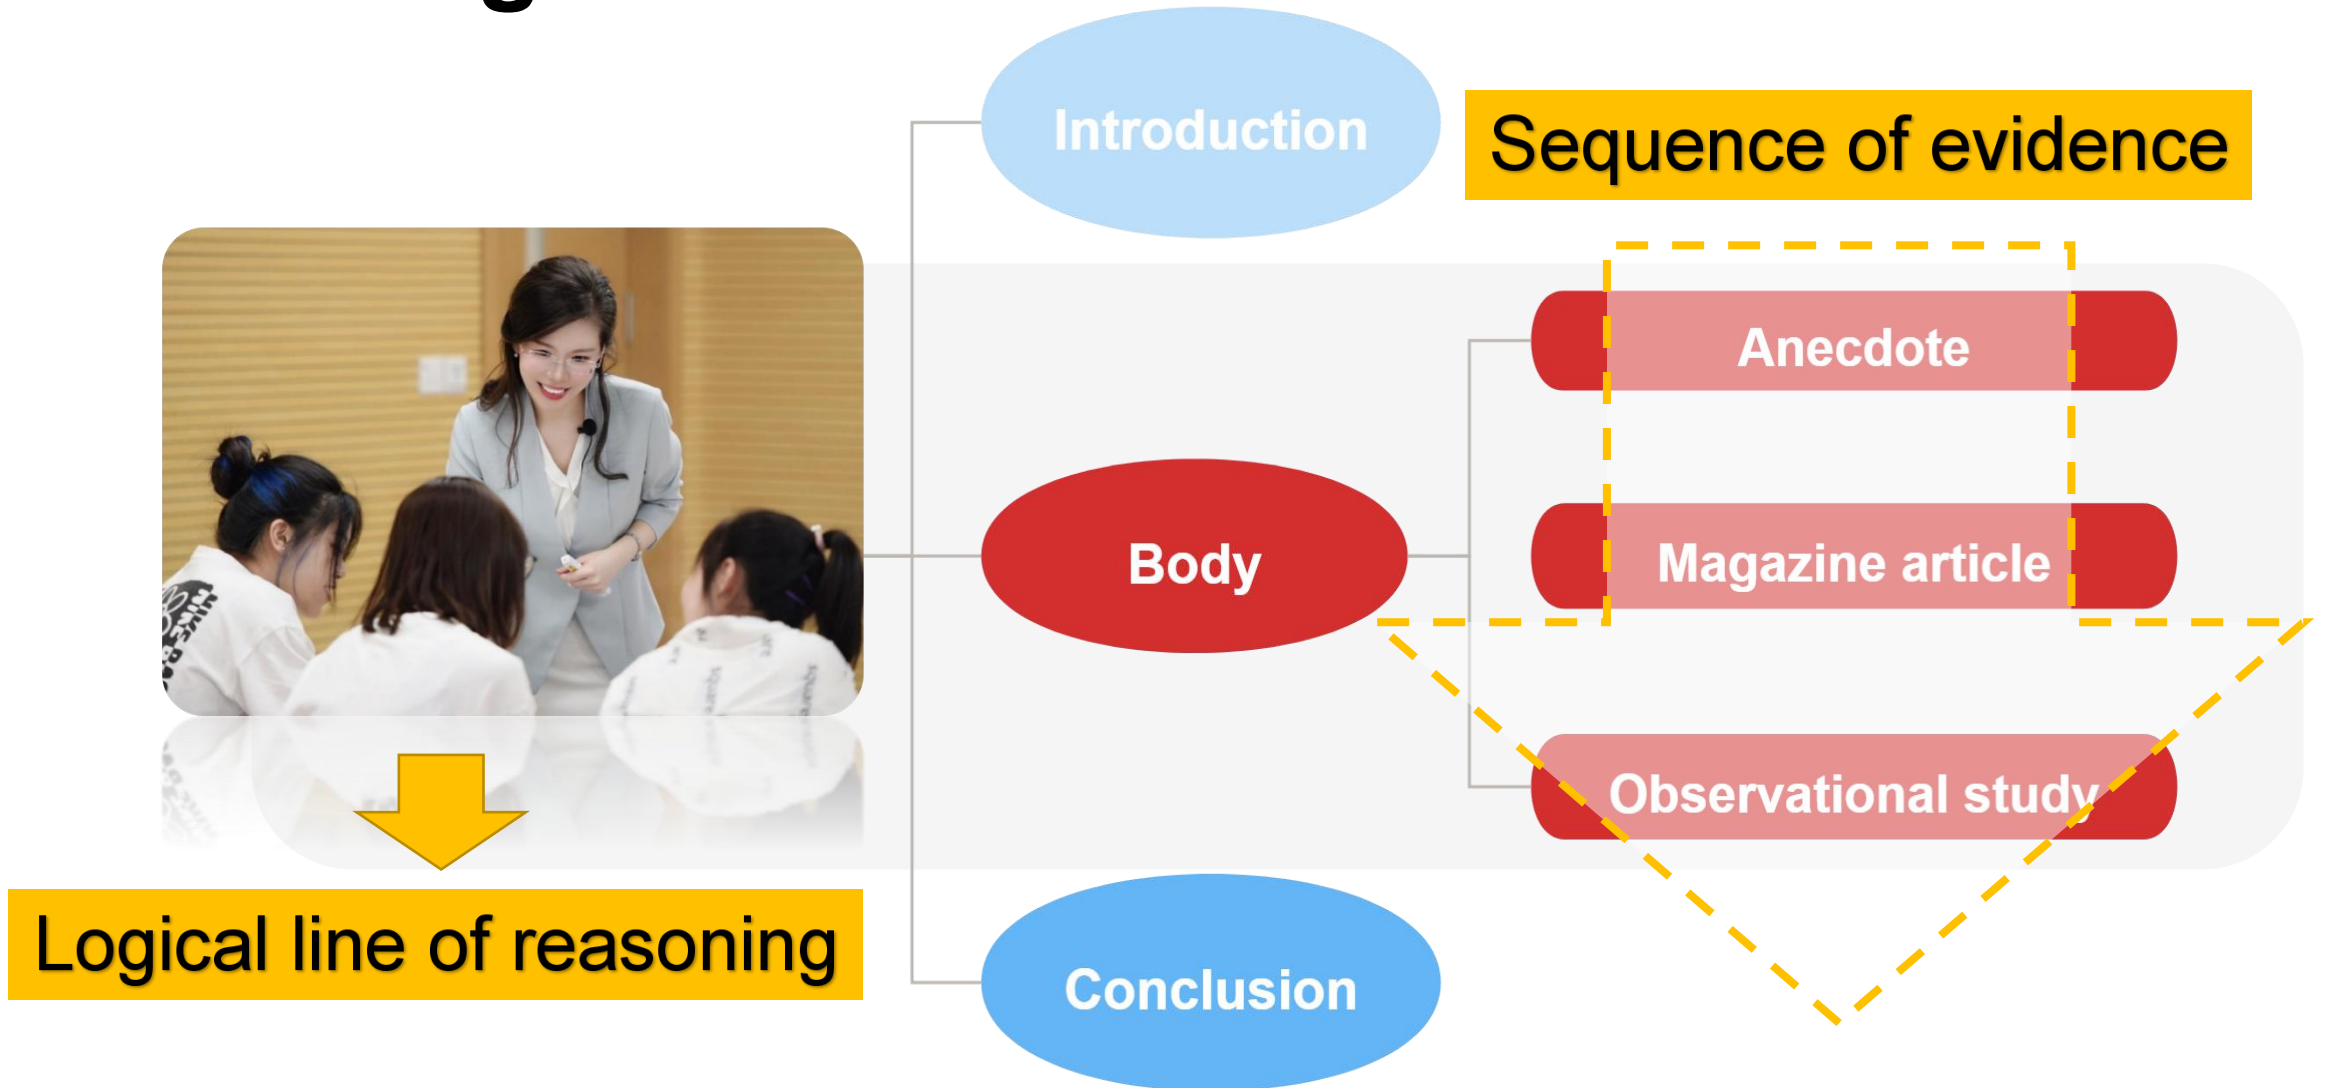 Introduction
Sequence of evidence
Anecdote
Body
Magazine article
Observational study
Logical line of reasoning
Conclusion